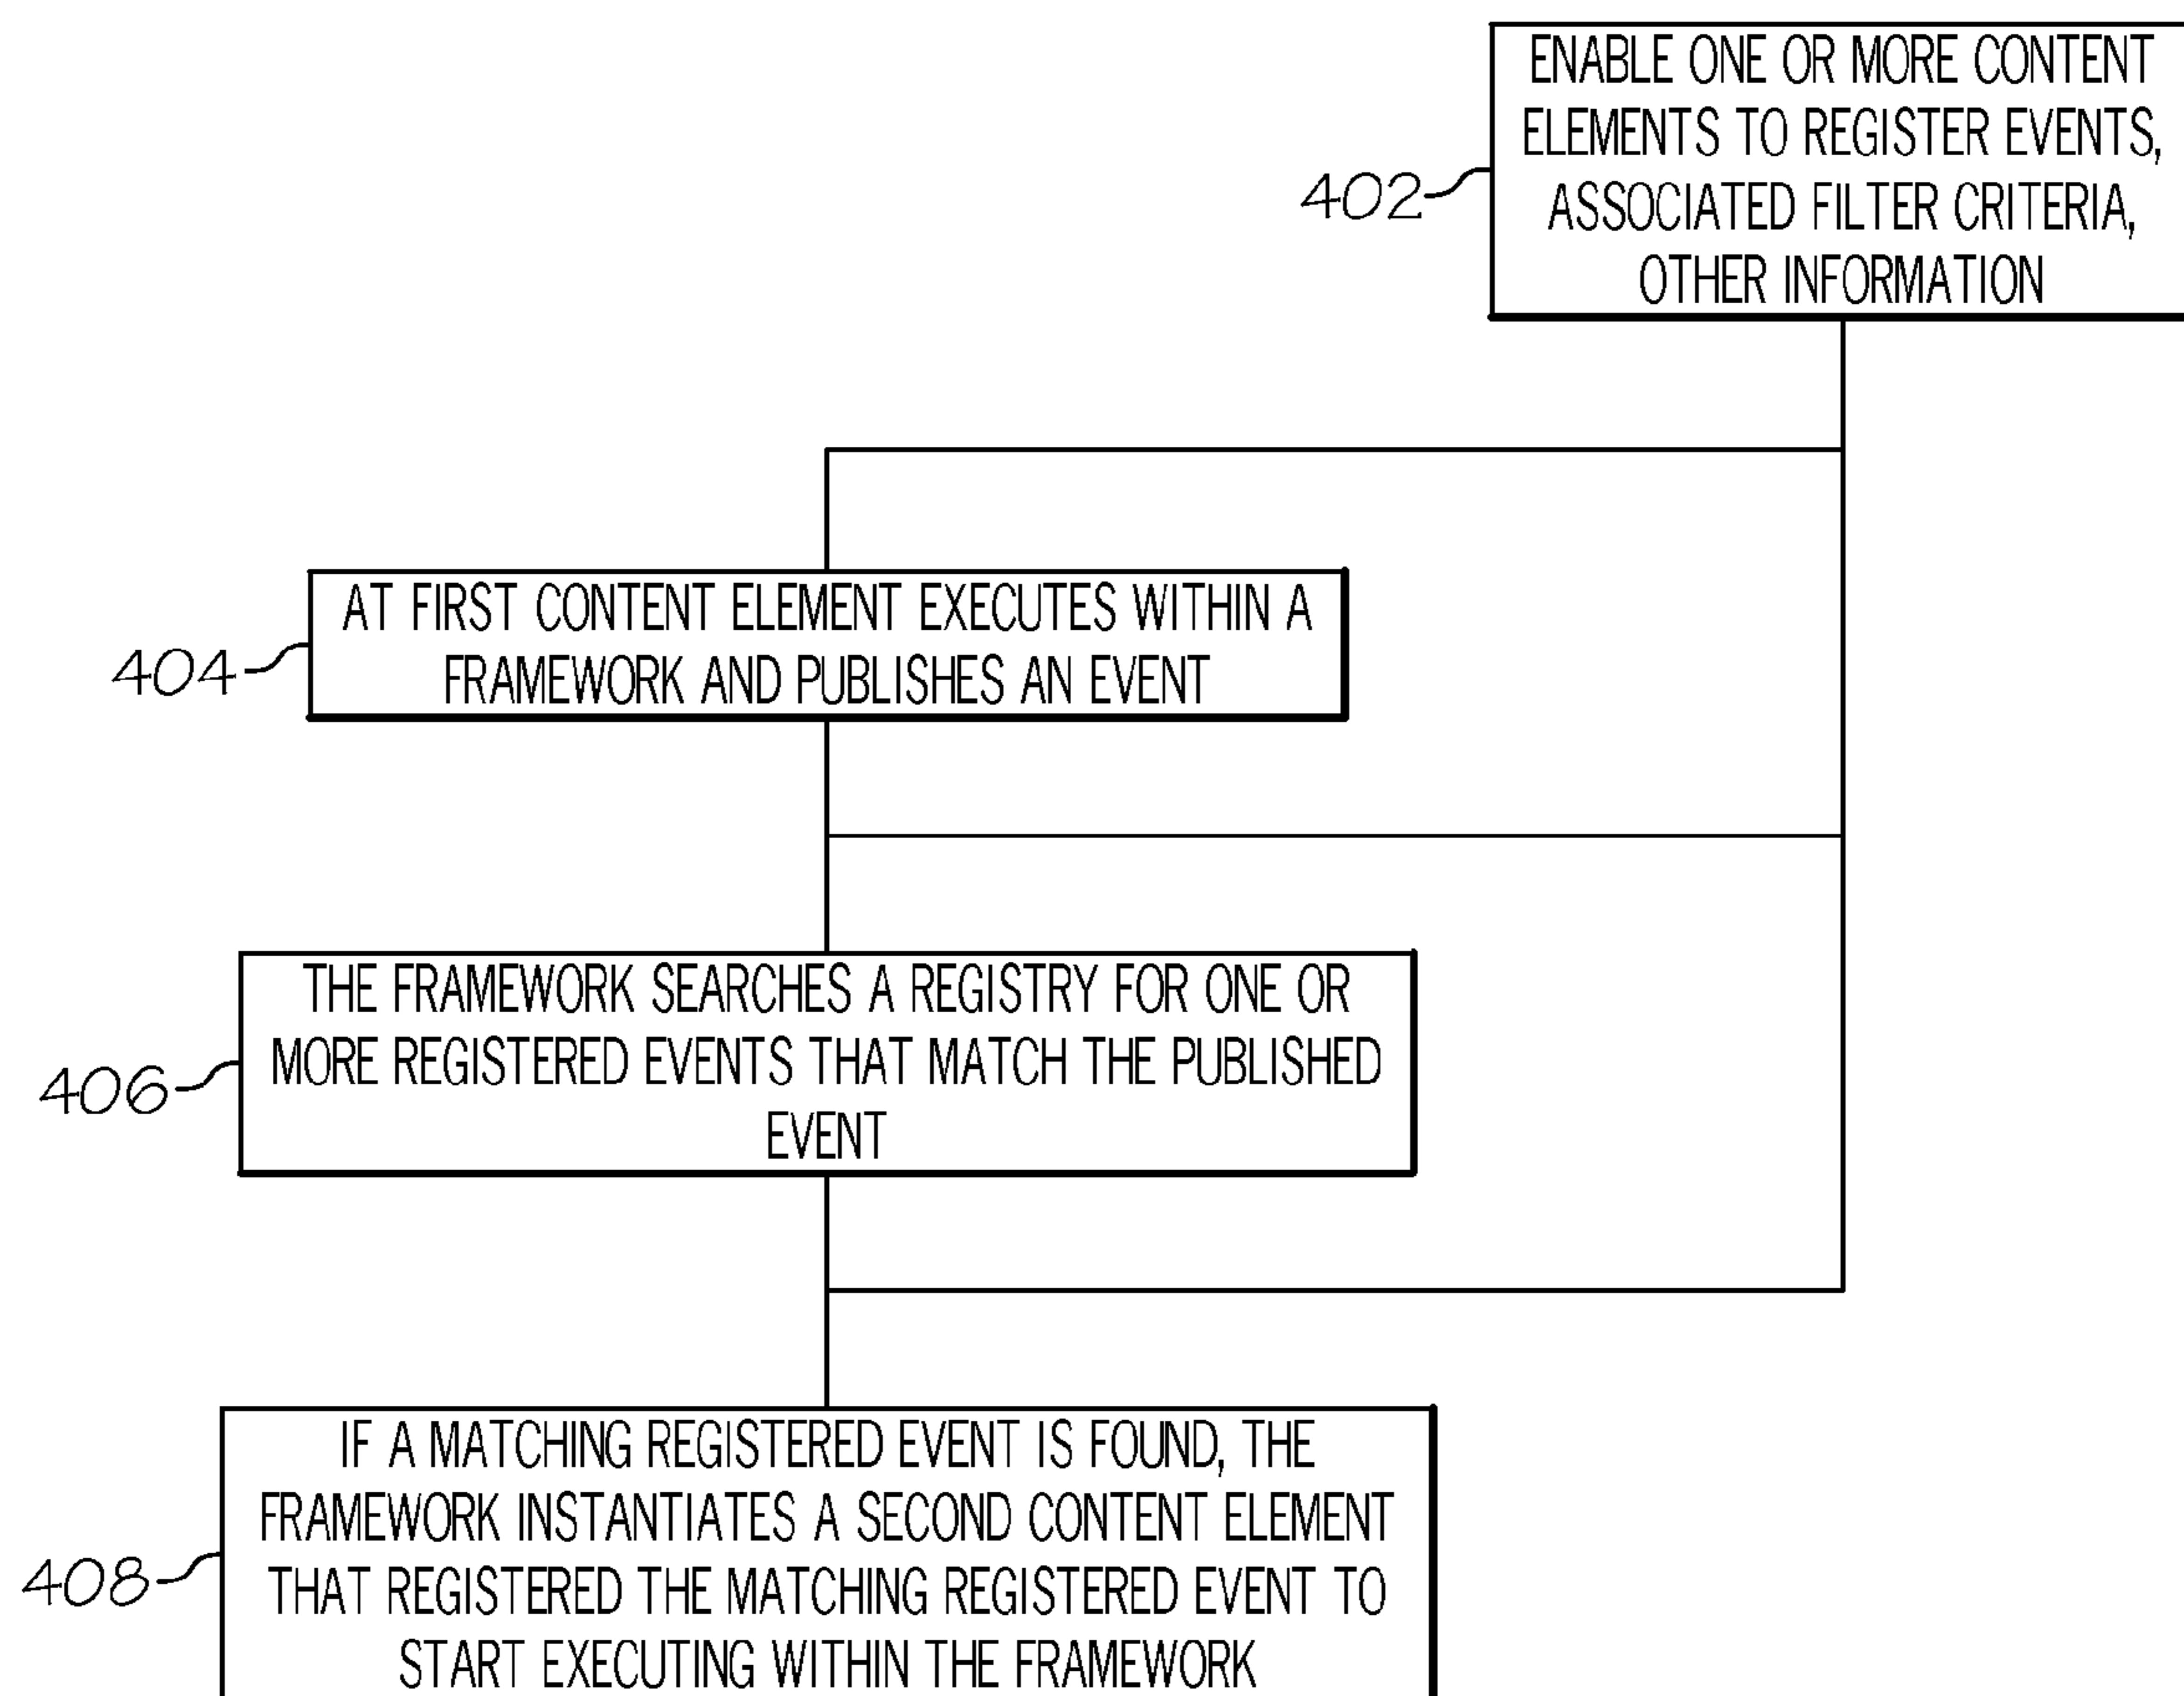 ENABLE ONE OR MORE CONTENT
ELEMENTS TO REGISTER EVENTS,
ASSOCIATED FILTER CRITERIA,
OTHER INFORMATION
402
AT FIRST CONTENT ELEMENT EXECUTES WITHIN A
FRAMEWORK AND PUBLISHES AN EVENT
404
THE FRAMEWORK SEARCHES A REGISTRY FOR ONE OR
MORE REGISTERED EVENTS THAT MATCH THE PUBLISHED
EVENT
406
IF A MATCHING REGISTERED EVENT IS FOUND, THE
FRAMEWORK INSTANTIATES A SECOND CONTENT ELEMENT
THAT REGISTERED THE MATCHING REGISTERED EVENT TO
START EXECUTING WITHIN THE FRAMEWORK
408